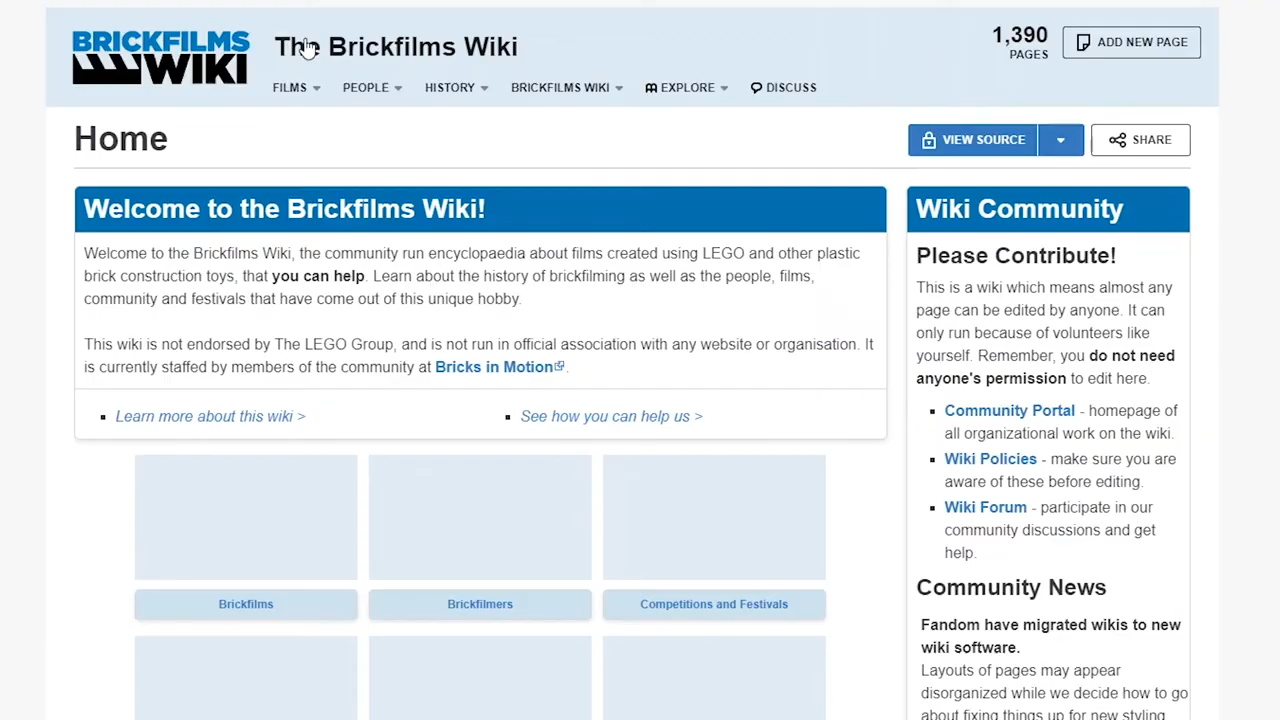 BRICKFILMS
WIKI
The Brickfilms Wiki
1,390
PAGES
ADD NEW PAGE
FILMS
PEOPLE
HISTORY
BRICKFILMS WIKI
EXPLORE
DISCUSS
Home
VIEW SOURCE
SHARE
Welcome to the Brickfilms Wiki!
Welcome to the Brickfilms Wiki, the community run encyclopaedia about films created using LEGO and other plastic
brick construction toys, that you can help. Learn about the history of brickfilming as well as the people, films,
community and festivals that have come out of this unique hobby.
This wiki is not endorsed by The LEGO Group, and is not run in official association with any website or organisation. It
is currently staffed by members of the community at Bricks in Motion.
Learn more about this wiki >
See how you can help us >
Brickfilms
Brickfilmers
Competitions and Festivals
Wiki Community
Please Contribute!
This is a wiki which means almost any
page can be edited by anyone. It can
only run because of volunteers like
yourself. Remember, you do not need
anyone's permission to edit here.
Community Portal - homepage of
all organizational work on the wiki.
Wiki Policies - make sure you are
aware of these before editing.
Wiki Forum - participate in our
community discussions and get
help.
Community News
Fandom have migrated wikis to new
wiki software.
Layouts of pages may appear
disorganized while we decide how to go
about fixing things up for new styling